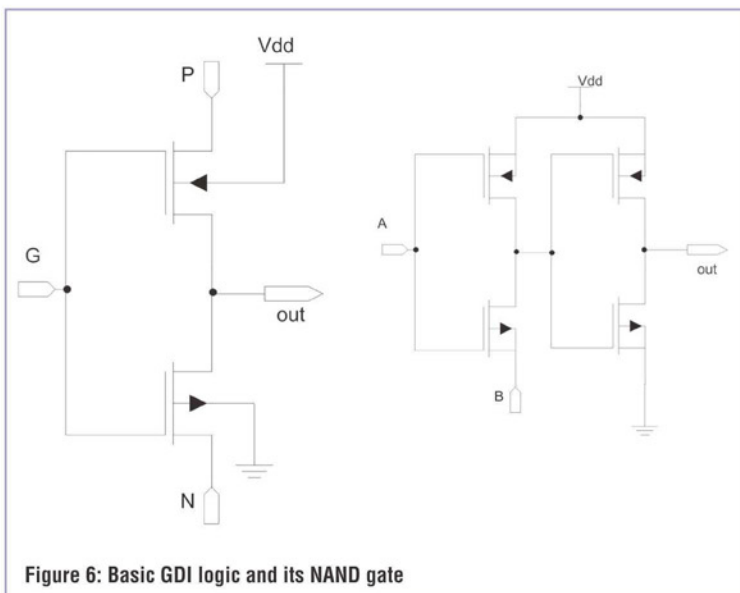 Vdd
P
G
out
N
Vdd
A
out
B
Figure 6: Basic GDI logic and its NAND gate